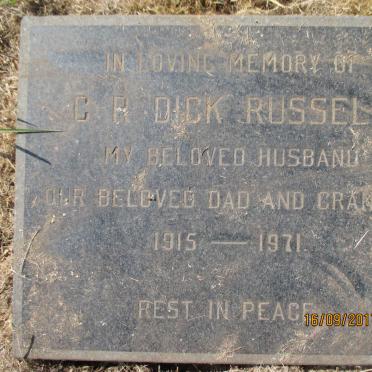 IN LOVING MEMORY OF
C R DICK RUSSEL
MY BELOVED HUSBAND
OUR BELOVED DAD AND GRAN
1915 — 1971
REST IN PEACE
16/09/201